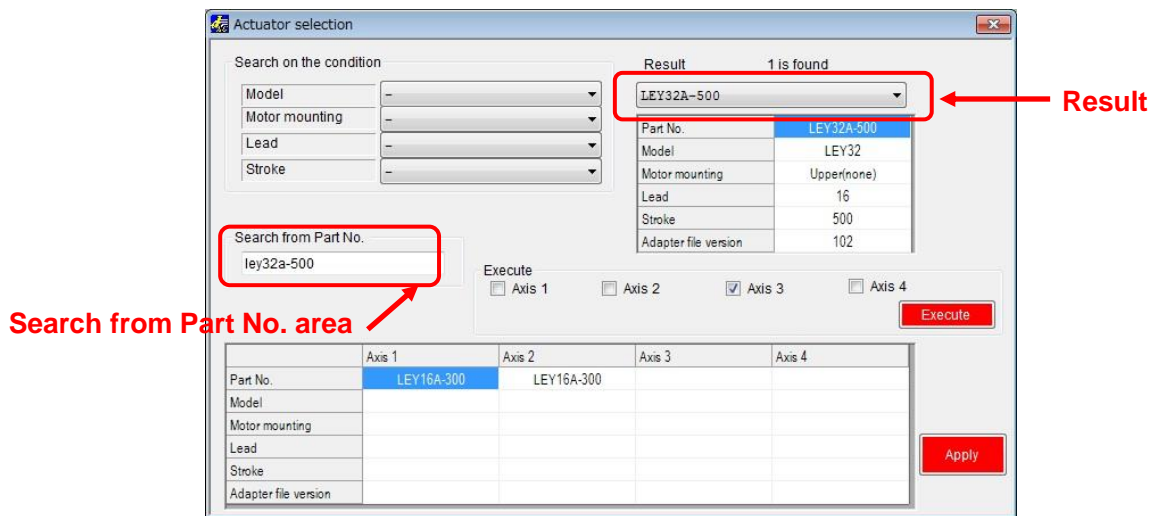 Actuator selection
Search on the condition
Model -
Motor mounting -
Lead -
Stroke -
Result 1 is found
LEY32A-500
Result
Part No. LEY32A-500
Model LEY32
Motor mounting Upper(none)
Lead 16
Stroke 500
Adapter file version 102
Search from Part No.
ley32a-500
Search from Part No. area
Execute
Axis 1 Axis 2 Axis 3 Axis 4
Execute
Axis 1 Axis 2 Axis 3 Axis 4
Part No. LEY16A-300 LEY16A-300
Model
Motor mounting
Lead
Stroke
Adapter file version
Apply